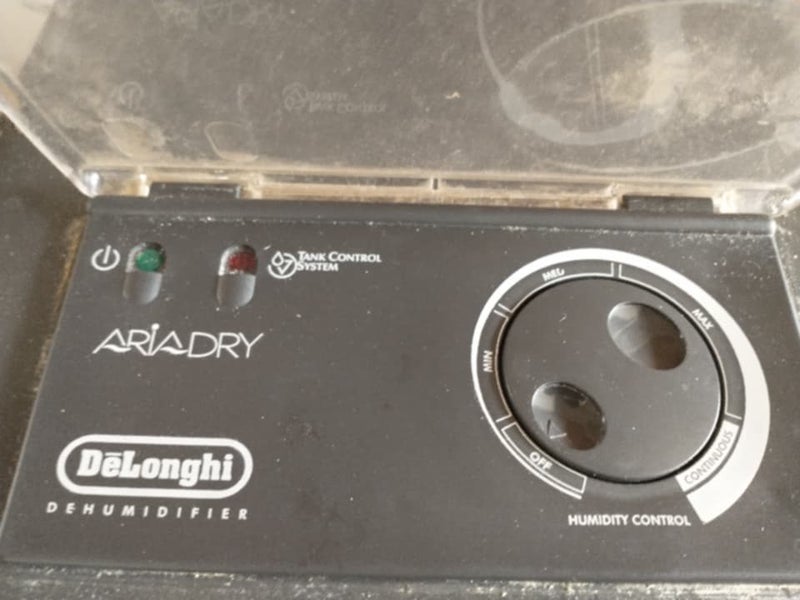 TANK CONTROL
SYSTEM
ARIADRY
DēLonghi
DEHUMIDIFIER
OFF
MIN
MED
MAX
CONTINUOUS
HUMIDITY CONTROL